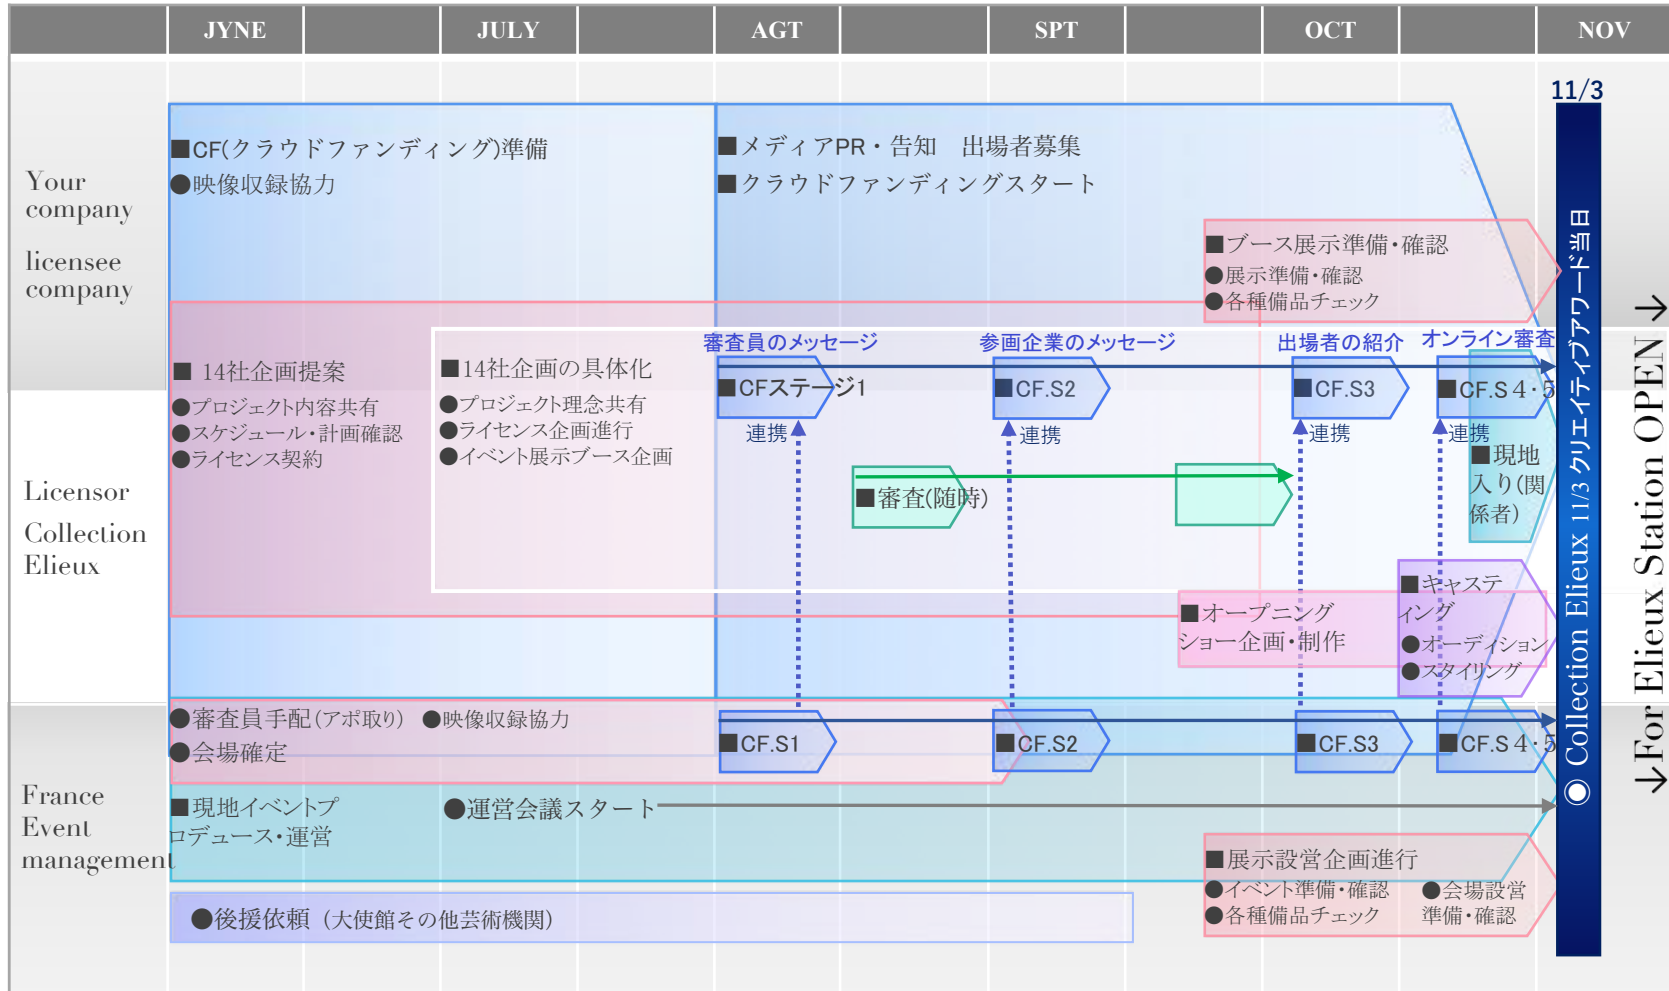 JYNE
JULY
AGT
SPT
OCT
NOV
11/3
Your
company
licensee
company
■CF(クラウドファンディング)準備
●映像収録協力
■メディアPR・告知　出場者募集
■クラウドファンディングスタート
■ブース展示準備・確認
●展示準備・確認
●各種備品チェック
審査員のメッセージ
参画企業のメッセージ
出場者の紹介
オンライン審査
Licensor
Collection
Elieux
■ 14社企画提案
●プロジェクト内容共有
●スケジュール・計画確認
●ライセンス契約
■14社企画の具体化
●プロジェクト理念共有
●ライセンス企画進行
●イベント展示ブース企画
■CFステージ1
■CF.S2
■CF.S3
■CF.S４・５
連携
連携
連携
連携
■審査(随時)
■現地
入り(関
係者)
■オープニング
ショー企画・制作
■キャステ
ィング
●オーディション
●スタイリング
France
Event
management
●審査員手配(アポ取り)　●映像収録協力
●会場確定
■CF.S1
■CF.S2
■CF.S3
■CF.S４・５
■現地イベントプ
ロデュース・運営
●運営会議スタート
■展示設営企画進行
●イベント準備・確認
●各種備品チェック
●会場設営
準備・確認
●後援依頼（大使館その他芸術機関）
◉ Collection Elieux 11/3 クリエイティブアワード当日
↓For Elieux Station OPEN ↓